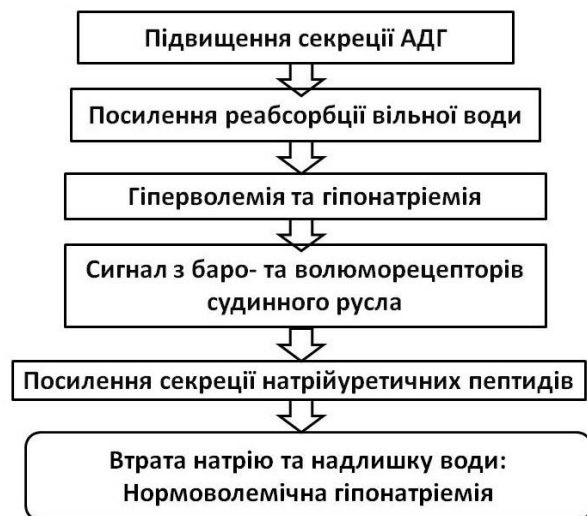 Підвищення секреції АДГ
Посилення реабсорбції вільної води
Гіперволемія та гіпонатріемія
Сигнал з баро- та волюморецепторів
судинного русла
Посилення секреції натрійуретичних пептидів
Втрата натрію та надлишку води:
Нормоволемічна гіпонатріемія